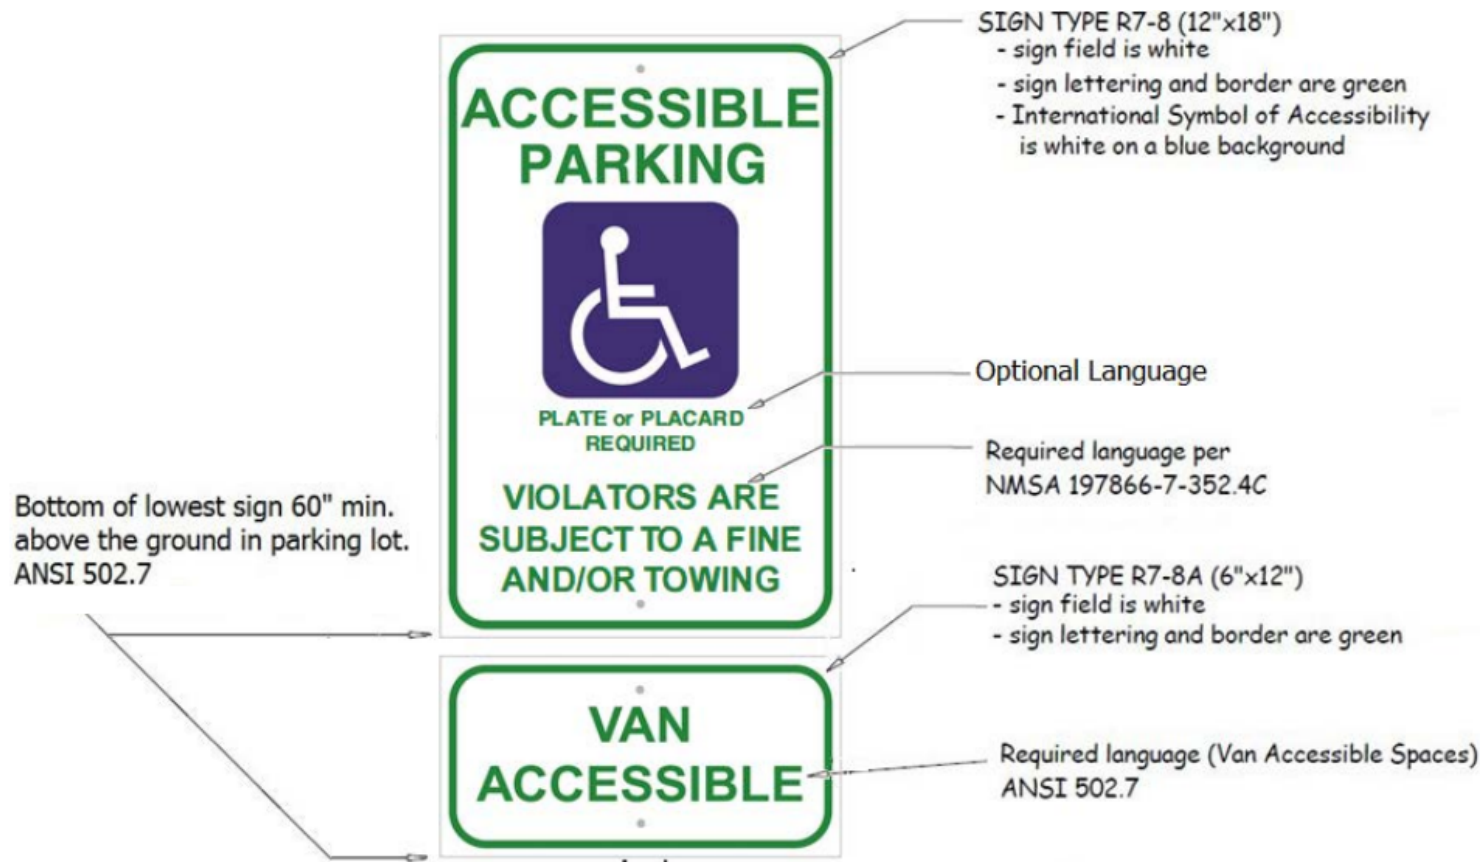 SIGN TYPE R7-8 (12"x18")
- sign field is white
- sign lettering and border are green
- International Symbol of Accessibility
is white on a blue background
ACCESSIBLE
PARKING
Optional Language
PLATE or PLACARD
REQUIRED
Required language per
NMSA 197866-7-352.4C
VIOLATORS ARE
SUBJECT TO A FINE
AND/OR TOWING
Bottom of lowest sign 60" min.
above the ground in parking lot.
ANSI 502.7
SIGN TYPE R7-8A (6"x12")
- sign field is white
- sign lettering and border are green
VAN
ACCESSIBLE
Required language (Van Accessible Spaces)
ANSI 502.7